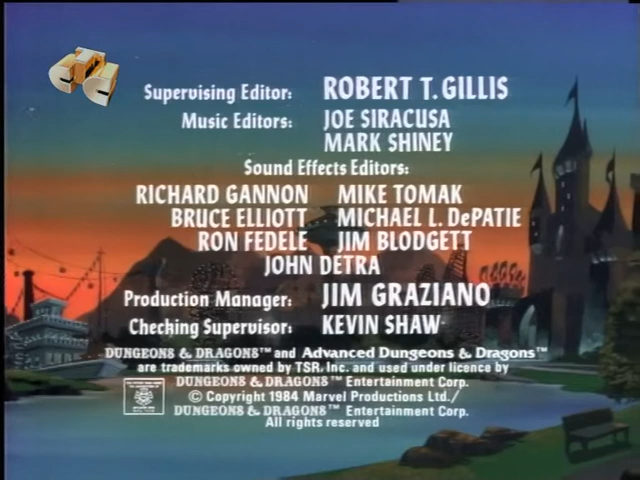 СТС
Supervising Editor: ROBERT T. GILLIS
Music Editors: JOE SIRACUSA
MARK SHINEY
Sound Effects Editors:
RICHARD GANNON MIKE TOMAK
BRUCE ELLIOTT MICHAEL L. DePATIE
RON FEDELE JIM BLODGETT
JOHN DETRA
Production Manager: JIM GRAZIANO
Checking Supervisor: KEVIN SHAW
DUNGEONS & DRAGONS™ and Advanced Dungeons & Dragons™
are trademarks owned by TSR, Inc. and used under licence by
DUNGEONS & DRAGONS™ Entertainment Corp.
© Copyright 1984 Marvel Productions Ltd./
DUNGEONS & DRAGONS™ Entertainment Corp.
All rights reserved